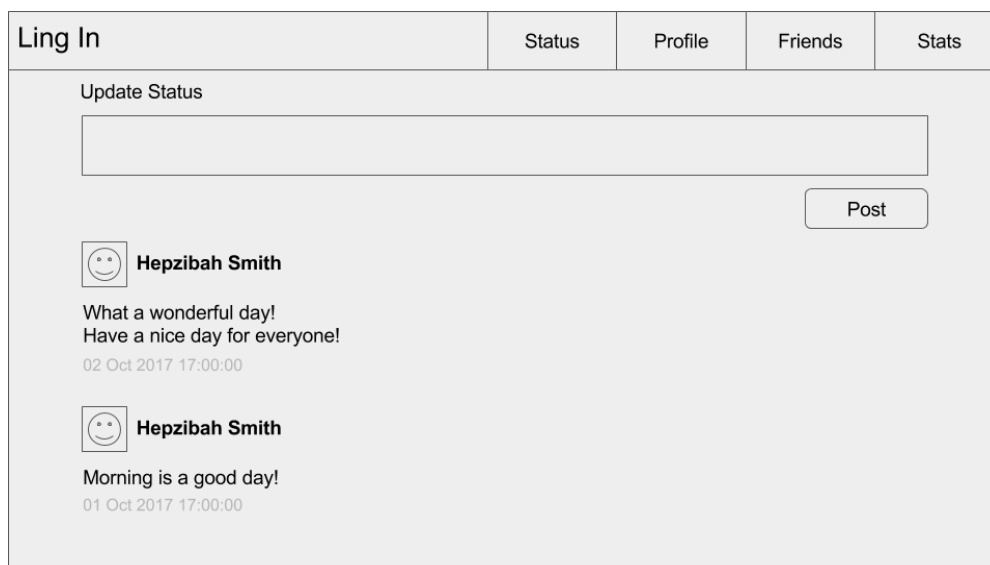 Ling In
Status
Profile
Friends
Stats
Update Status
Post
Hepzibah Smith
What a wonderful day!
Have a nice day for everyone!
02 Oct 2017 17:00:00
Hepzibah Smith
Morning is a good day!
01 Oct 2017 17:00:00